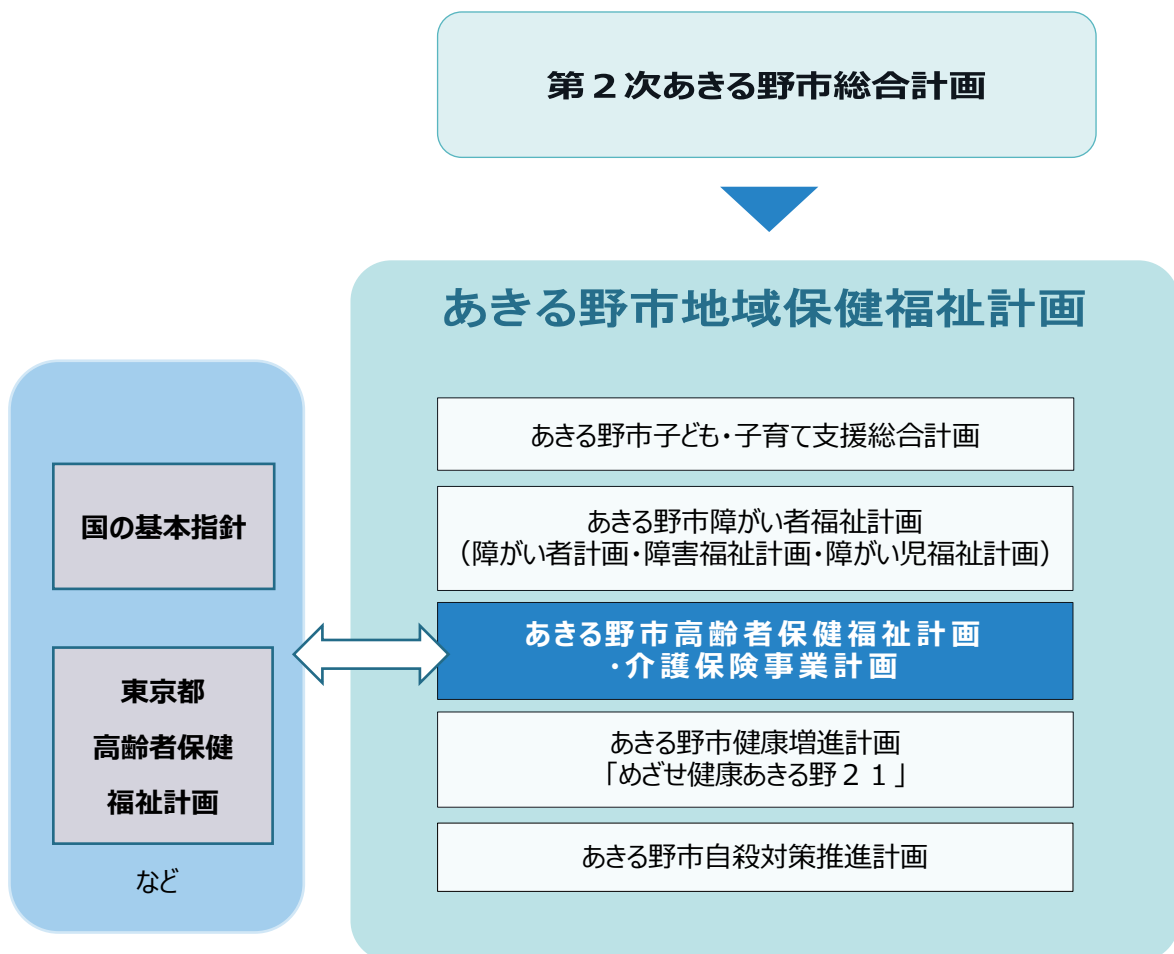 第２次あきる野市総合計画
あきる野市地域保健福祉計画
国の基本指針
東京都
高齢者保健
福祉計画
など
あきる野市子ども・子育て支援総合計画
あきる野市障がい者福祉計画
（障がい者計画・障害福祉計画・障がい児福祉計画）
あきる野市高齢者保健福祉計画
・介護保険事業計画
あきる野市健康増進計画
「めざせ健康あきる野２１」
あきる野市自殺対策推進計画